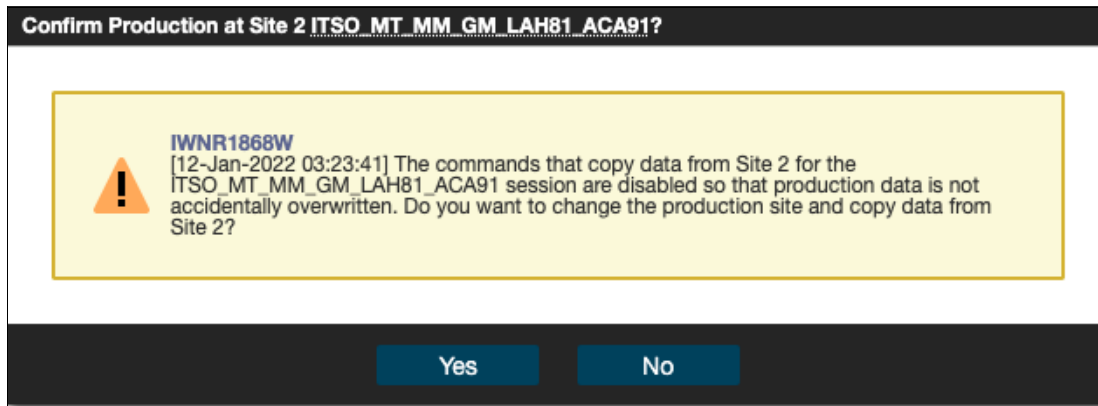 Confirm Production at Site 2 ITSO_MT_MM_GM_LAH81_ACA91?
IWNR1868W
[12-Jan-2022 03:23:41] The commands that copy data from Site 2 for the
ITSO_MT_MM_GM_LAH81_ACA91 session are disabled so that production data is not
accidentally overwritten. Do you want to change the production site and copy data from
Site 2?
Yes
No